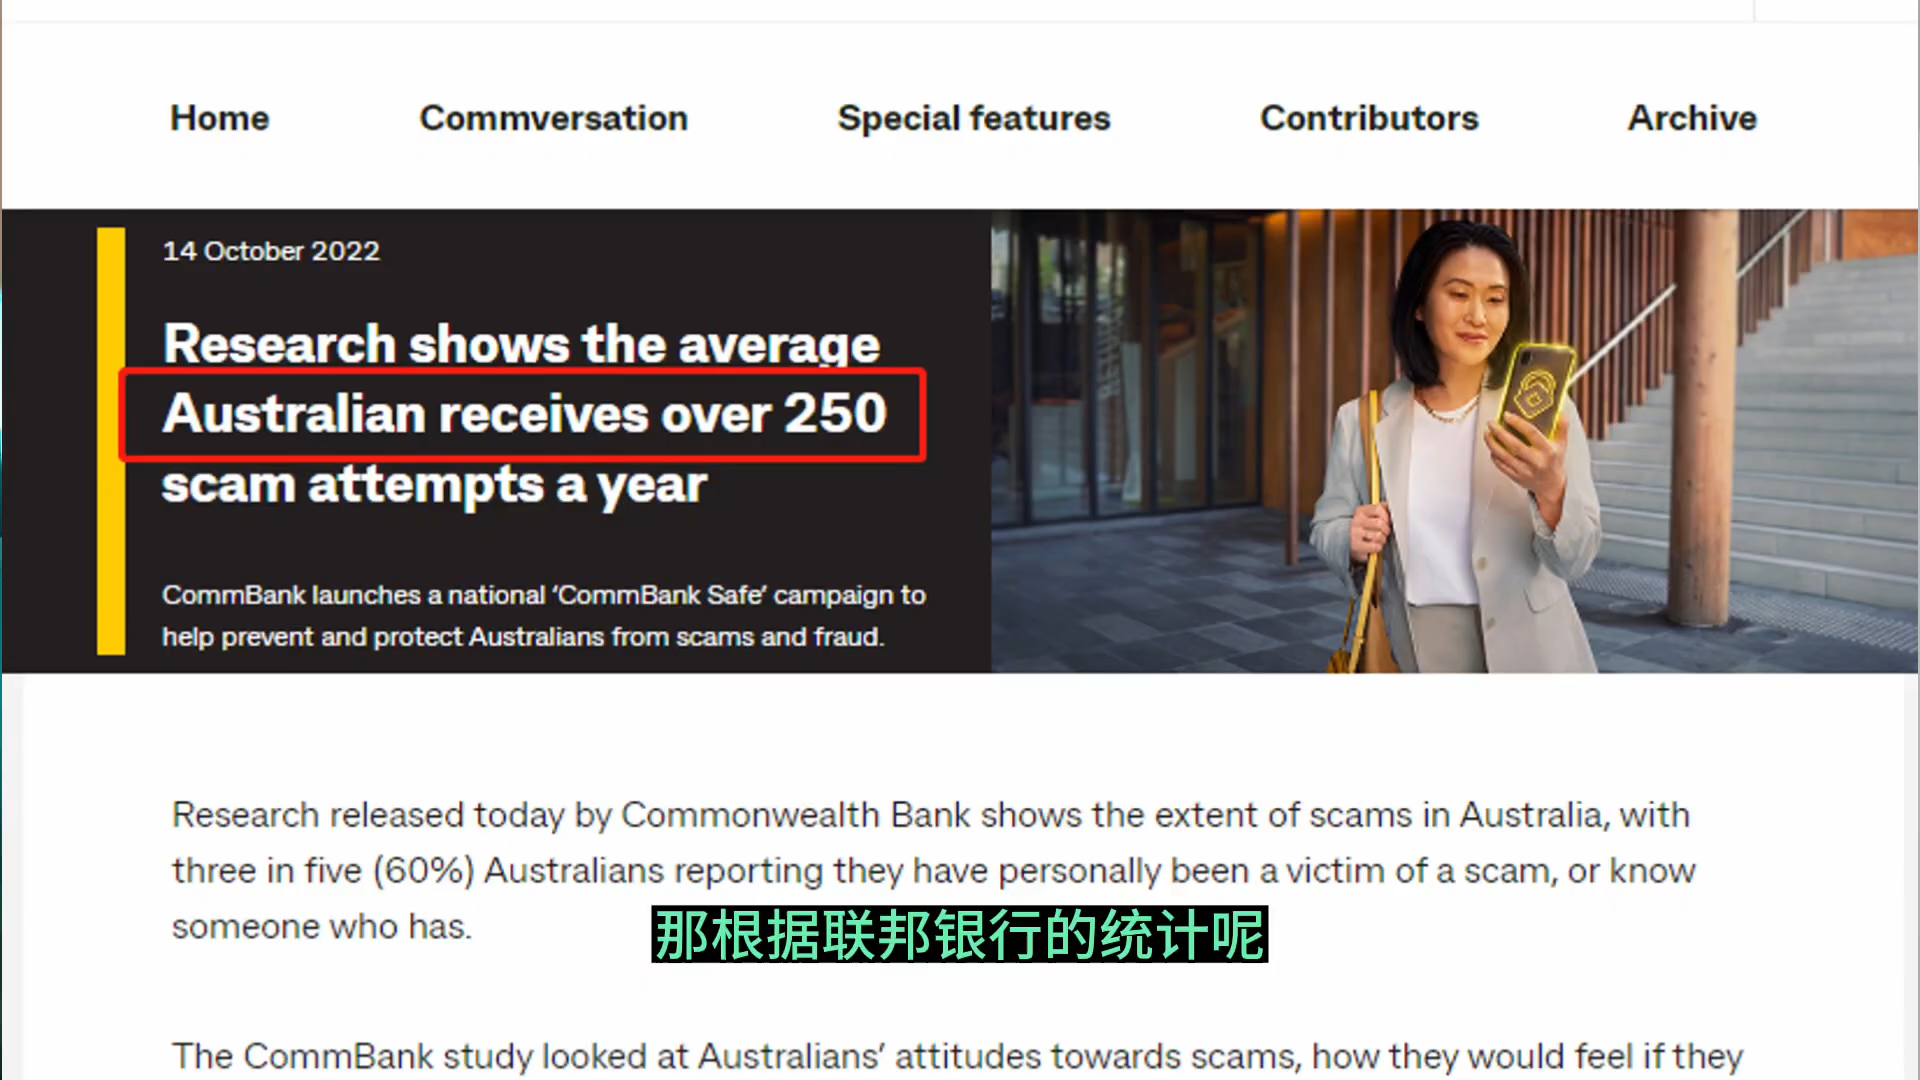 Home
Commversation
Special features
Contributors
Archive
14 October 2022
Research shows the average
Australian receives over 250
scam attempts a year
CommBank launches a national ‘CommBank Safe’ campaign to
help prevent and protect Australians from scams and fraud.
Research released today by Commonwealth Bank shows the extent of scams in Australia, with
three in five (60%) Australians reporting they have personally been a victim of a scam, or know
someone who has.
那根据联邦银行的统计呢
The CommBank study looked at Australians’ attitudes towards scams, how they would feel if they